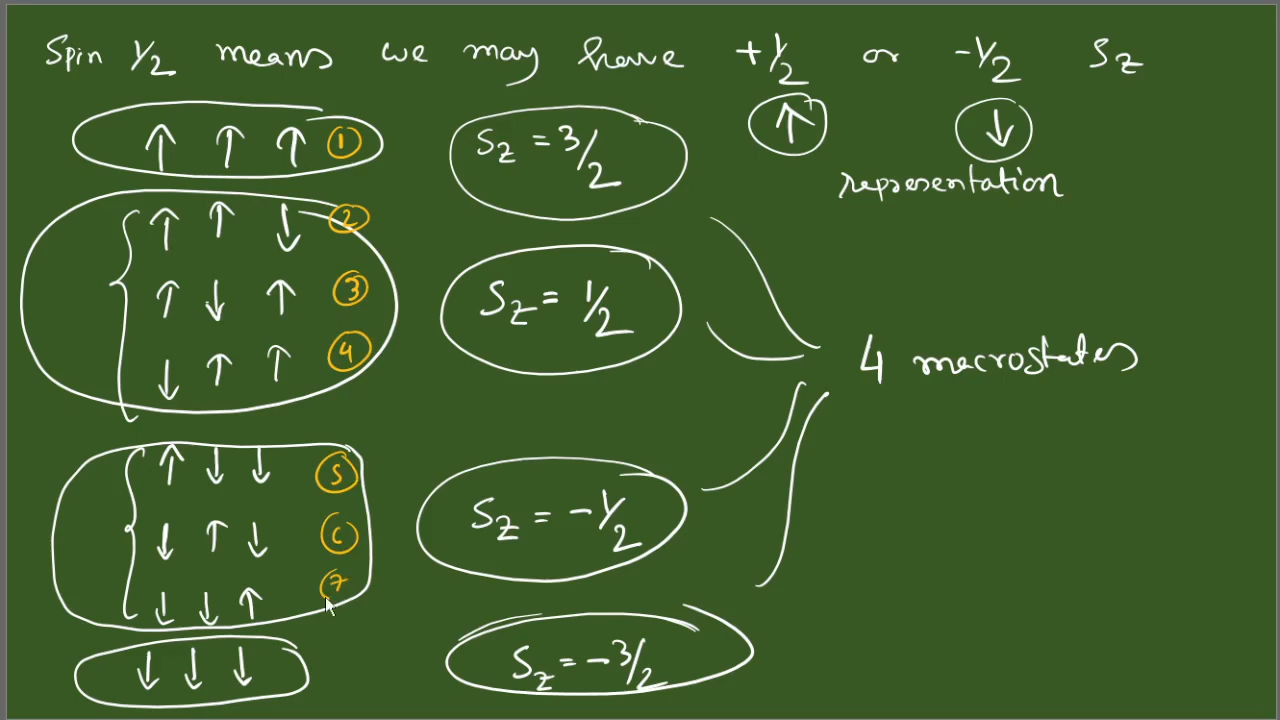 Spin 1/2 means we may have +1/2 or -1/2 Sz
↑ ↓
representation
↑ ↑ ↑ 1 Sz = 3/2
↑ ↑ ↓ 2
↑ ↓ ↑ 3 Sz = 1/2
↓ ↑ ↑ 4
4 macrostates
↑ ↓ ↓ 5
↓ ↑ ↓ 6 Sz = -1/2
↓ ↓ ↑ 7
↓ ↓ ↓ Sz = -3/2